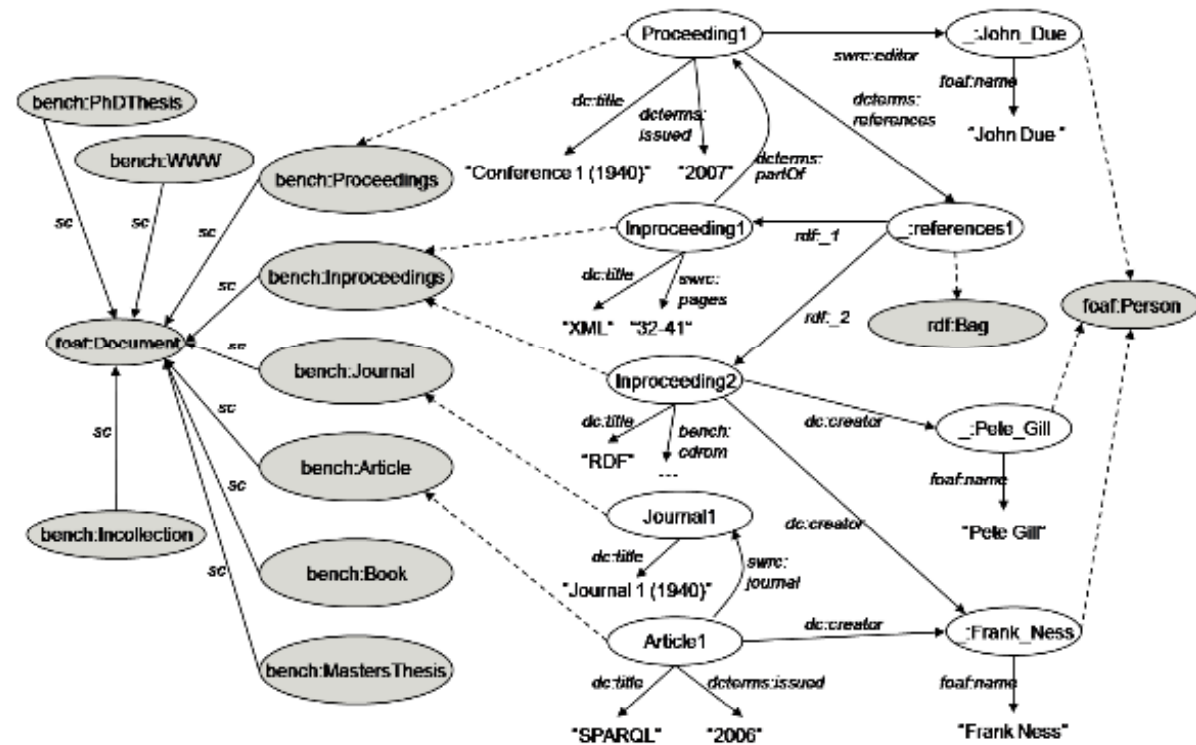 Proceeding1
_:John_Due
swrc:editor
foaf:name
bench:PhDThesis
dc:title
dcterms:
issued
dcterms:
references
"John Due"
bench:WWW
bench:Proceedings
"Conference 1 (1940)"
"2007"
dcterms:
partOf
sc
sc
sc
Inproceeding1
rdf:_1
_:references1
bench:Inproceedings
sc
dc:title
swrc:
pages
foaf:Person
"XML"
"32-41"
rdf:_2
rdf:Bag
foaf:Document
sc
bench:Journal
Inproceeding2
sc
dc:title
bench:
cdrom
dc:creator
_:Pete_Gill
sc
"RDF"
...
bench:Article
foaf:name
sc
Journal1
bench:Incollection
dc:creator
"Pete Gill"
sc
dc:title
swrc:
journal
bench:Book
"Journal 1 (1940)"
Article1
dc:creator
_:Frank_Ness
bench:MastersThesis
dc:title
dcterms:issued
foaf:name
"SPARQL"
"2006"
"Frank Ness"